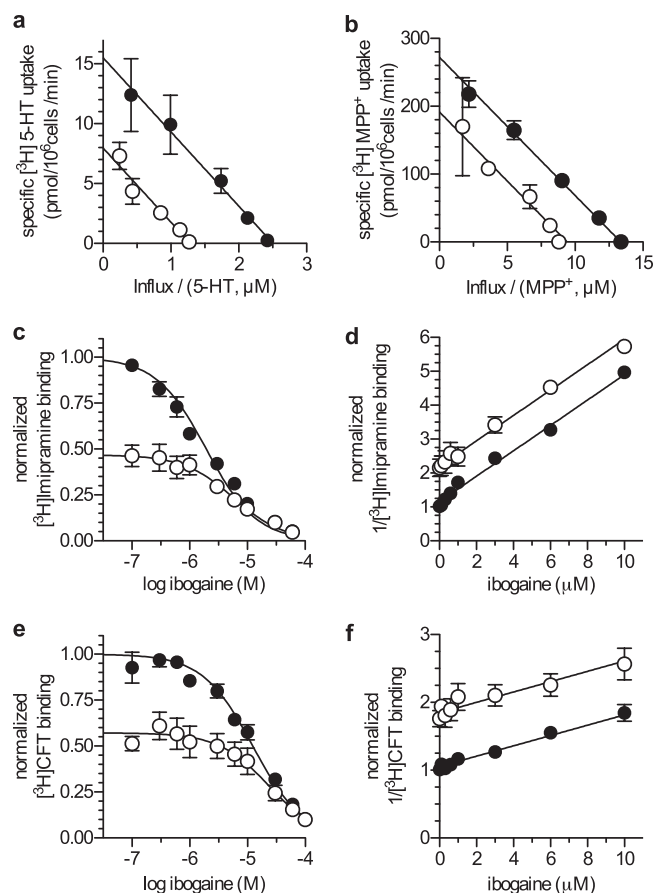 a
specific [³H] 5-HT uptake
(pmol/10⁶cells /min)
15
10
5
0
0
1
2
3
Influx / (5-HT, μM)
b
specific [³H] MPP⁺ uptake
(pmol/10⁶cells /min)
300
200
100
0
0
5
10
15
Influx / (MPP⁺, μM)
c
normalized
[³H]Imipramine binding
1.00
0.75
0.50
0.25
0.00
-7
-6
-5
-4
log ibogaine (M)
d
normalized
1/[³H]Imipramine binding
6
5
4
3
2
1
0
0
2
4
6
8
10
ibogaine (μM)
e
normalized
[³H]CFT binding
1.00
0.75
0.50
0.25
0.00
-7
-6
-5
-4
log ibogaine (M)
f
normalized
1/[³H]CFT binding
3
2
1
0
0
2
4
6
8
10
ibogaine (μM)